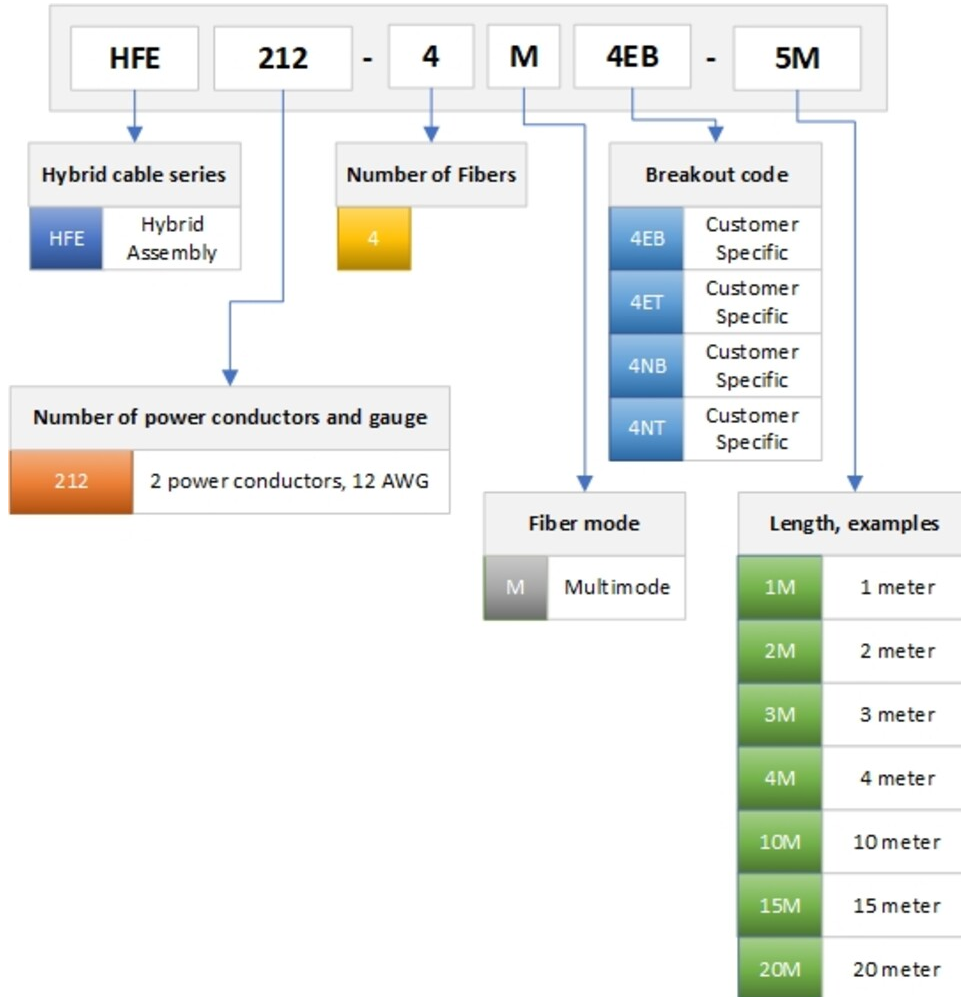 HFE 212 - 4 M 4EB - 5M
Hybrid cable series
HFE Hybrid
Assembly
Number of Fibers
4
Breakout code
4EB Customer
Specific
4ET Customer
Specific
4NB Customer
Specific
4NT Customer
Specific
Number of power conductors and gauge
212 2 power conductors, 12 AWG
Fiber mode
M Multimode
Length, examples
1M 1 meter
2M 2 meter
3M 3 meter
4M 4 meter
10M 10 meter
15M 15 meter
20M 20 meter